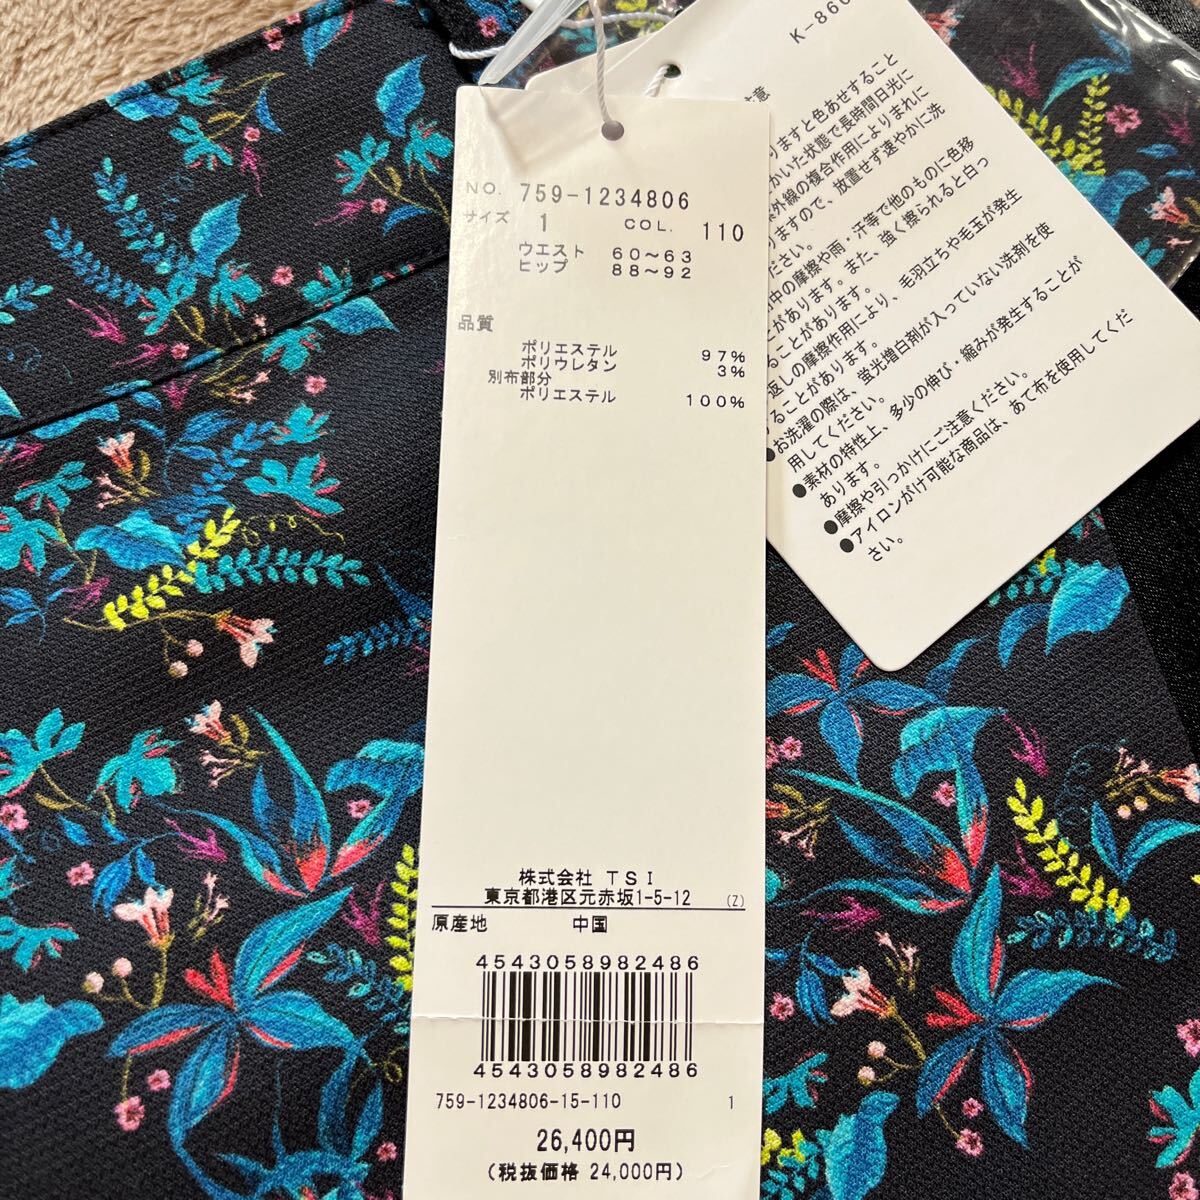 NO. 759-1234806
サイズ 1 COL. 110
ウエスト 60～63
ヒップ 88～92
品質
ポリエステル 97%
ポリウレタン 3%
別布部分
ポリエステル 100%
株式会社 TSI
東京都港区元赤坂1-5-12 (Z)
原産地 中国
4543058982486
4543058982486
759-1234806-15-110 1
26,400円
(税抜価格 24,000円)
K-860
りますと色あせすること
かいた状態で長時間日光に
外線の複合作用によりまれに
りますので、放置せず速やかに洗
ださい。
中の摩擦や雨・汗等で他のものに色移
とがあります。また、強く擦られると白っ
ることがあります。
返しの摩擦作用により、毛羽立ちや毛玉が発生
することがあります。
●お洗濯の際は、蛍光増白剤が入っていない洗剤を使
用してください。
●素材の特性上、多少の伸び・縮みが発生することが
あります。
●摩擦や引っかけにご注意ください。
●アイロンがけ可能な商品は、あて布を使用してくだ
さい。